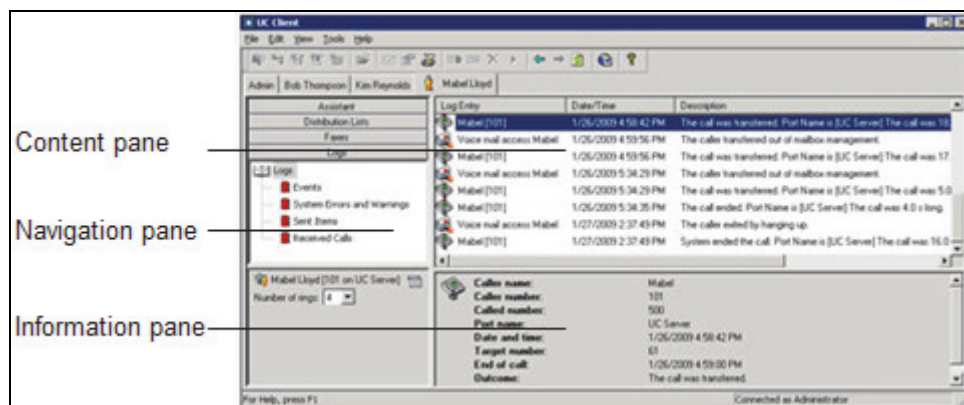 UC Client
File Edit View Tools Help
Admin Bob Thompson Kim Reynolds Mabel Lloyd
Assistant
Distribution Lists
Faxes
Logs
Logs
Events
System Errors and Warnings
Sent Items
Received Calls
Log Entry Date/Time Description
Mabel [101] 1/26/2009 4:58:42 PM The call was transferred. Port Name is [UC Server] The call was 18.
Voice mail access Mabel 1/26/2009 4:59:56 PM The caller transferred out of mailbox management.
Mabel [101] 1/26/2009 4:59:56 PM The call was transferred. Port Name is [UC Server] The call was 17.
Voice mail access Mabel 1/26/2009 5:34:29 PM The caller transferred out of mailbox management.
Mabel [101] 1/26/2009 5:34:29 PM The call was transferred. Port Name is [UC Server] The call was 5.0
Mabel [101] 1/26/2009 5:34:35 PM The call ended. Port Name is [UC Server] The call was 4.0 s long.
Voice mail access Mabel 1/27/2009 2:37:49 PM The caller exited by hanging up.
Mabel [101] 1/27/2009 2:37:49 PM System ended the call. Port Name is [UC Server] The call was 16.0
Mabel Lloyd [101 on UC Server]
Number of rings: 4
Caller name: Mabel
Caller number: 101
Called number: 500
Port name: UC Server
Date and time: 1/26/2009 4:58:42 PM
Target number: 61
End of call: 1/26/2009 4:59:00 PM
Outcome: The call was transferred.
For Help, press F1 Connected as Administrator
Content pane
Navigation pane
Information pane